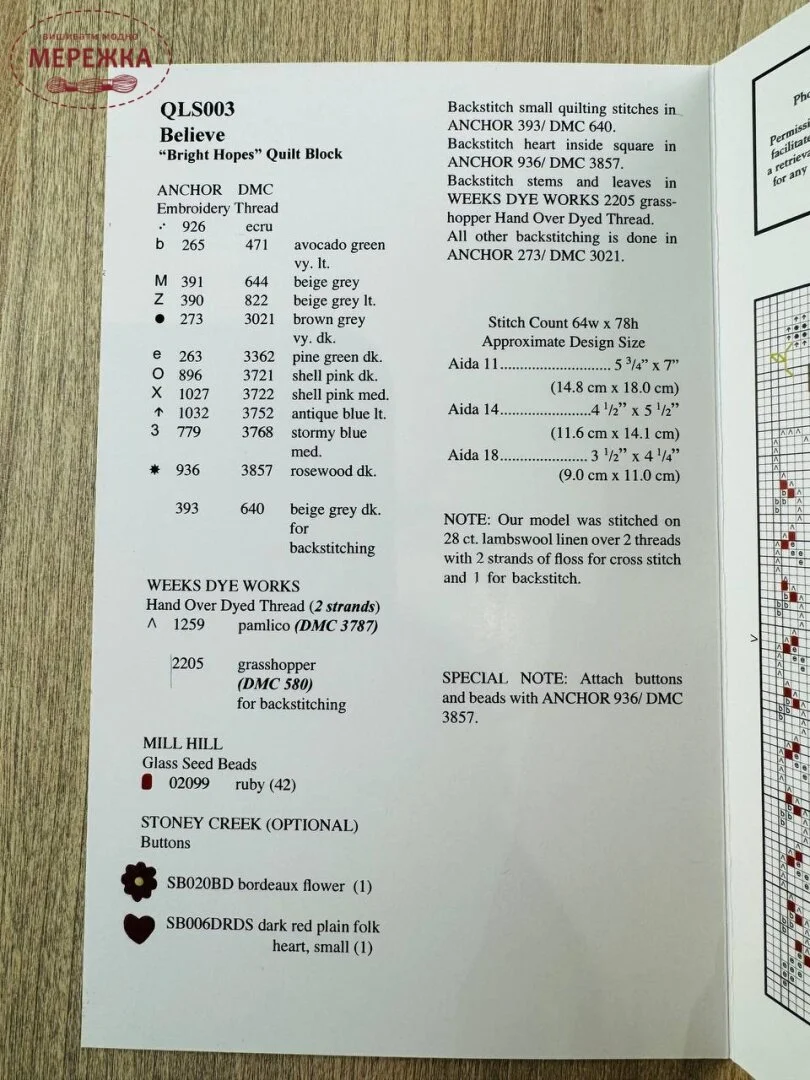 вишивати модно
МЕРЕЖКА
QLS003
Believe
“Bright Hopes” Quilt Block
ANCHOR DMC
Embroidery Thread
926 ecru
b 265 471 avocado green
vy. lt.
M 391 644 beige grey
Z 390 822 beige grey lt.
● 273 3021 brown grey
vy. dk.
e 263 3362 pine green dk.
O 896 3721 shell pink dk.
X 1027 3722 shell pink med.
↑ 1032 3752 antique blue lt.
3 779 3768 stormy blue
med.
✷ 936 3857 rosewood dk.
393 640 beige grey dk.
for
backstitching
WEEKS DYE WORKS
Hand Over Dyed Thread (2 strands)
Λ 1259 pamlico (DMC 3787)
2205 grasshopper
(DMC 580)
for backstitching
MILL HILL
Glass Seed Beads
02099 ruby (42)
STONEY CREEK (OPTIONAL)
Buttons
SB020BD bordeaux flower (1)
SB006DRDS dark red plain folk
heart, small (1)
Backstitch small quilting stitches in
ANCHOR 393/ DMC 640.
Backstitch heart inside square in
ANCHOR 936/ DMC 3857.
Backstitch stems and leaves in
WEEKS DYE WORKS 2205 grass-
hopper Hand Over Dyed Thread.
All other backstitching is done in
ANCHOR 273/ DMC 3021.
Stitch Count 64w x 78h
Approximate Design Size
Aida 11............................ 5 3/4” x 7”
(14.8 cm x 18.0 cm)
Aida 14.......................4 1/2” x 5 1/2”
(11.6 cm x 14.1 cm)
Aida 18...................... 3 1/2” x 4 1/4”
(9.0 cm x 11.0 cm)
NOTE: Our model was stitched on
28 ct. lambswool linen over 2 threads
with 2 strands of floss for cross stitch
and 1 for backstitch.
SPECIAL NOTE: Attach buttons
and beads with ANCHOR 936/ DMC
3857.
facilitate
a retrieva
for any